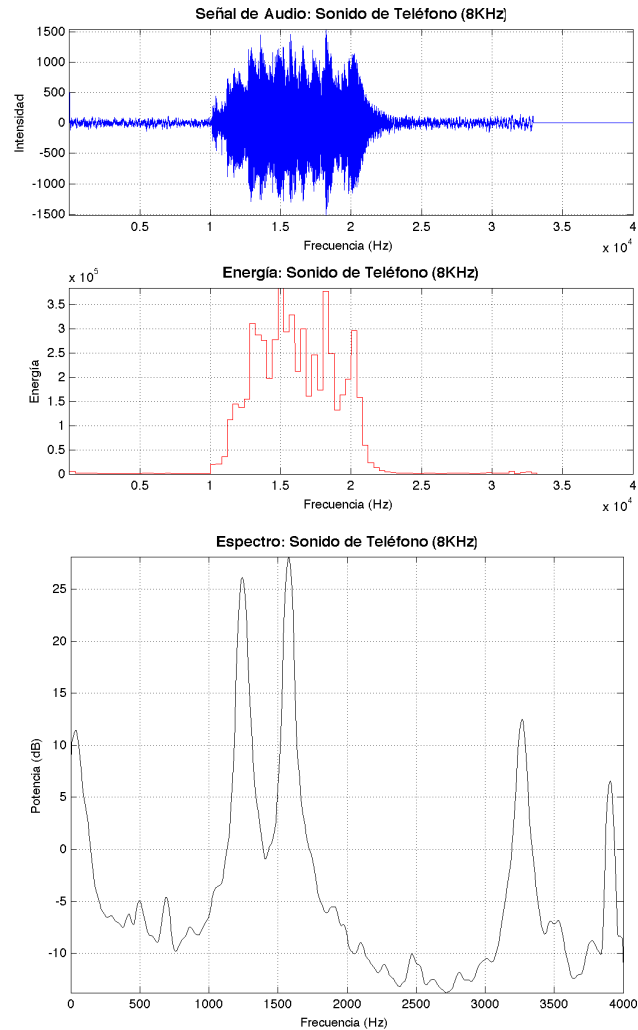 Señal de Audio: Sonido de Teléfono (8KHz)
1500
1000
500
0
-500
-1000
-1500
Intensidad
0.5 1 1.5 2 2.5 3 3.5 4
Frecuencia (Hz)
x 10^4
Energía: Sonido de Teléfono (8KHz)
x 10^5
3.5
3
2.5
2
1.5
1
0.5
0
Energía
0.5 1 1.5 2 2.5 3 3.5 4
Frecuencia (Hz)
x 10^4
Espectro: Sonido de Teléfono (8KHz)
25
20
15
10
5
0
-5
-10
Potencia (dB)
0 500 1000 1500 2000 2500 3000 3500 4000
Frecuencia (Hz)